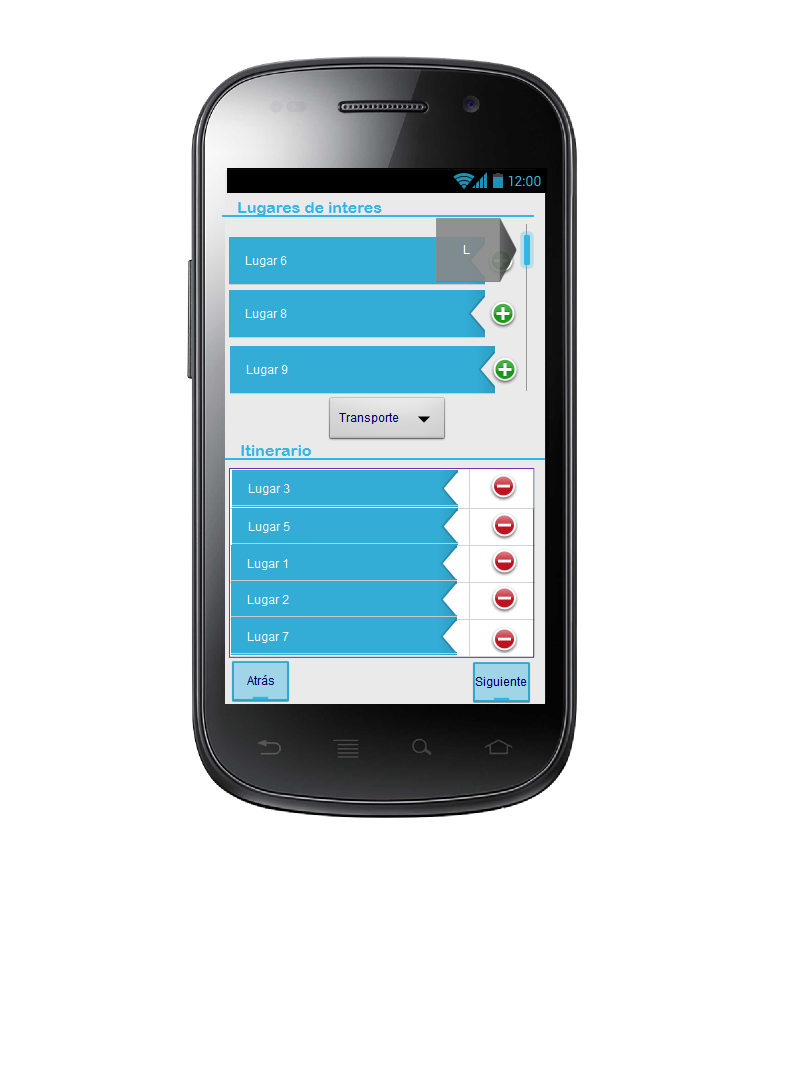 12:00
Lugares de interes
L
Lugar 6
Lugar 8
Lugar 9
Transporte
Itinerario
Lugar 3
Lugar 5
Lugar 1
Lugar 2
Lugar 7
Atrás
Siguiente